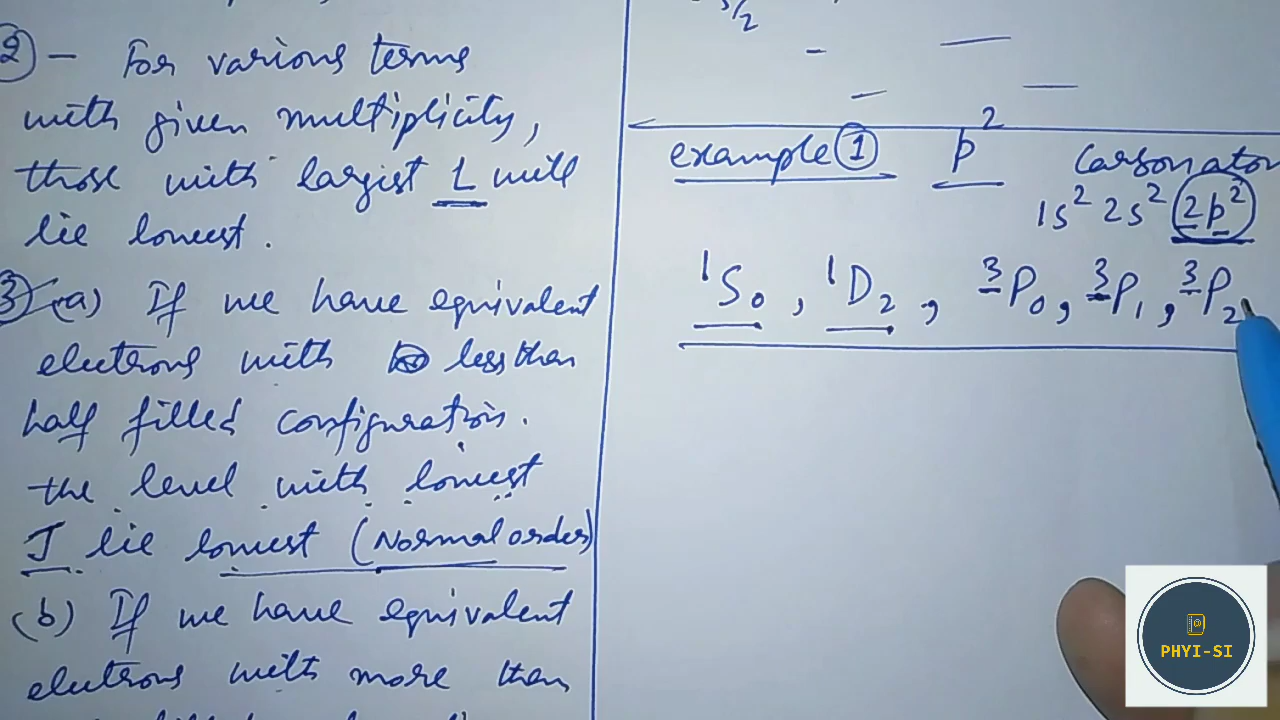 ② – For various terms
with given multiplicity,
those with largist L will
lie lowest.
③ (a) If we have equivalent
electrons with less than
half filled configuration.
the level with lowest
J lie lowest (Normal order)
(b) If we have equivalent
electrons with more then
example ① p²
Carbon atom
1s² 2s² 2p²
¹S₀, ¹D₂, ³P₀, ³P₁, ³P₂
PHYI-SI